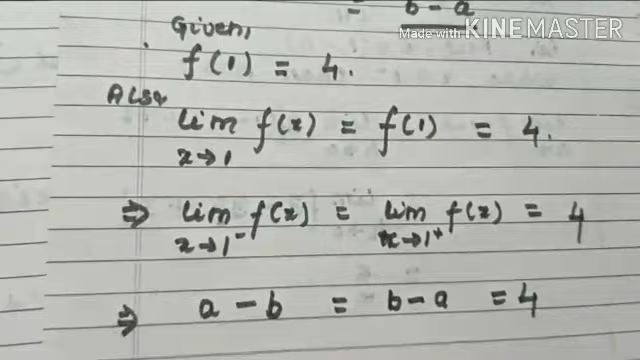 = b - a
Made with KINEMASTER
Given,
f(1) = 4.
Also
lim f(x) = f(1) = 4.
x→1
⇒ lim f(x) = lim f(x) = 4
x→1⁻ x→1⁺
⇒ a - b = b - a = 4